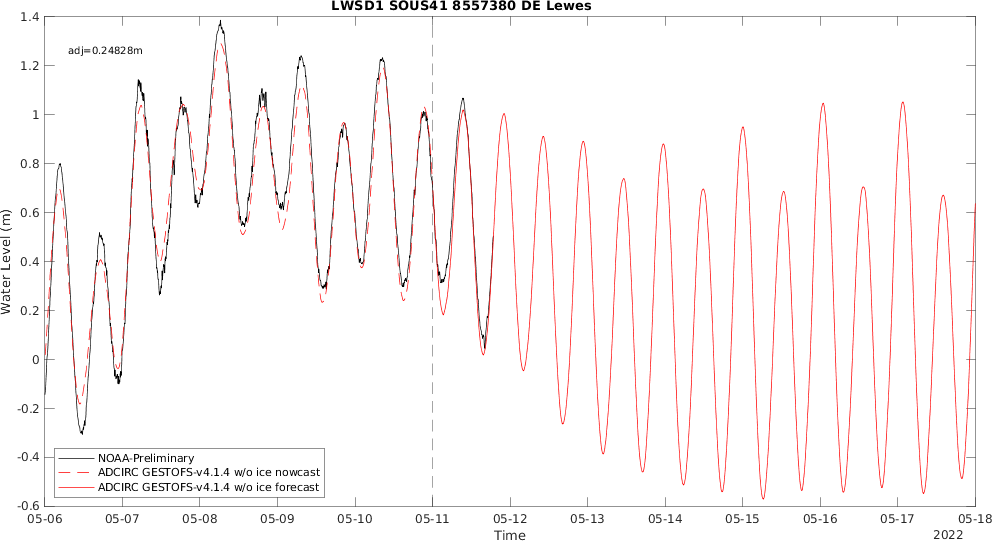 LWSD1 SOUS41 8557380 DE Lewes
adj=0.24828m
Water Level (m)
1.4
1.2
1
0.8
0.6
0.4
0.2
0
-0.2
-0.4
-0.6
NOAA-Preliminary
ADCIRC GESTOFS-v4.1.4 w/o ice nowcast
ADCIRC GESTOFS-v4.1.4 w/o ice forecast
05-06 05-07 05-08 05-09 05-10 05-11 05-12 05-13 05-14 05-15 05-16 05-17 05-18
Time
2022